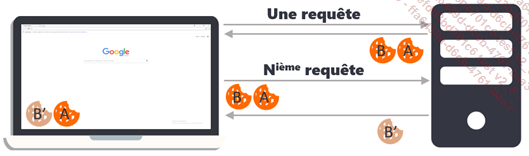 Une requête
Google
B A
Nième requête
B A
B' A
B'